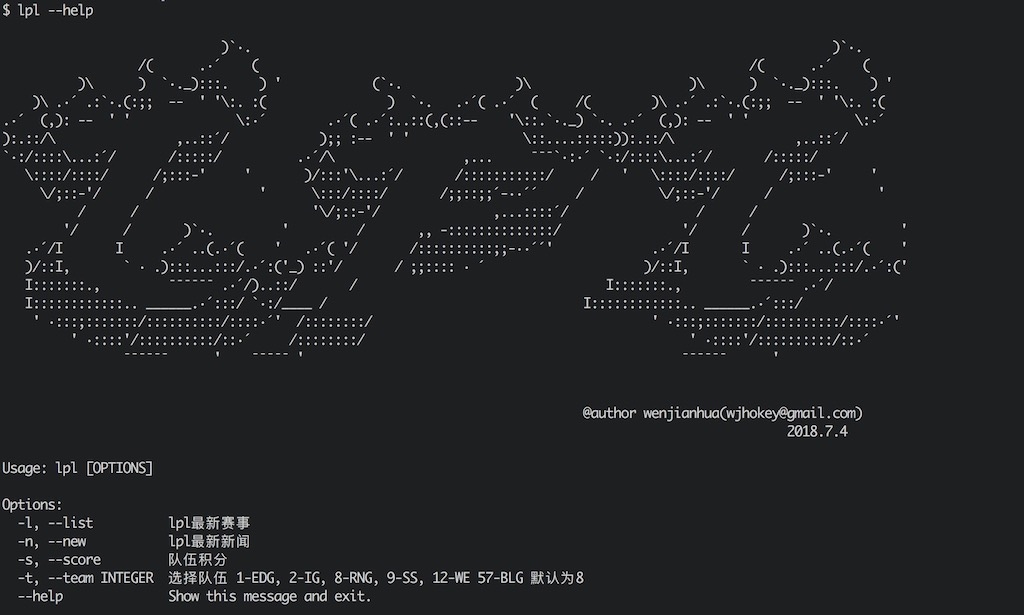 $ lpl --help
@author wenjianhua(wjhokey@gmail.com)
2018.7.4
Usage: lpl [OPTIONS]
Options:
-l, --list lpl最新赛事
-n, --new lpl最新新闻
-s, --score 队伍积分
-t, --team INTEGER 选择队伍 1-EDG, 2-IG, 8-RNG, 9-SS, 12-WE 57-BLG 默认为8
--help Show this message and exit.